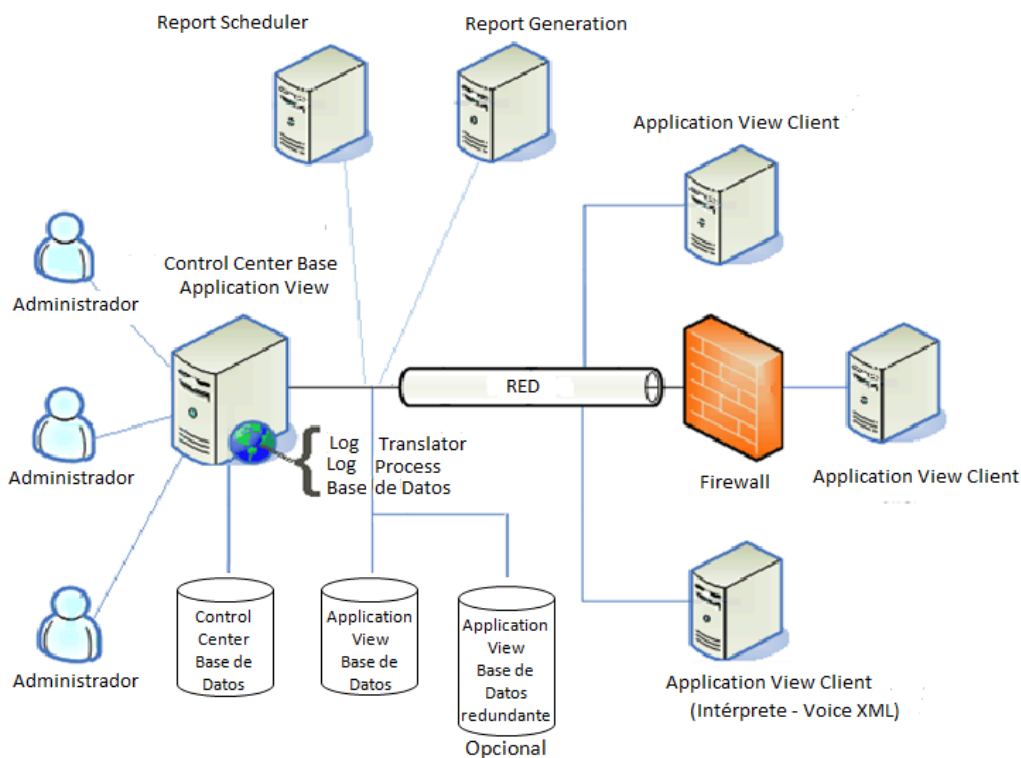 Report Scheduler
Report Generation
Application View Client
Control Center Base
Application View
Administrador
RED
Log Translator
Log Process
Base de Datos
Administrador
Firewall
Application View Client
Control
Center
Base de
Datos
Application
View
Base de
Datos
Application
View
Base de
Datos
redundante
Opcional
Administrador
Application View Client
(Intérprete - Voice XML)